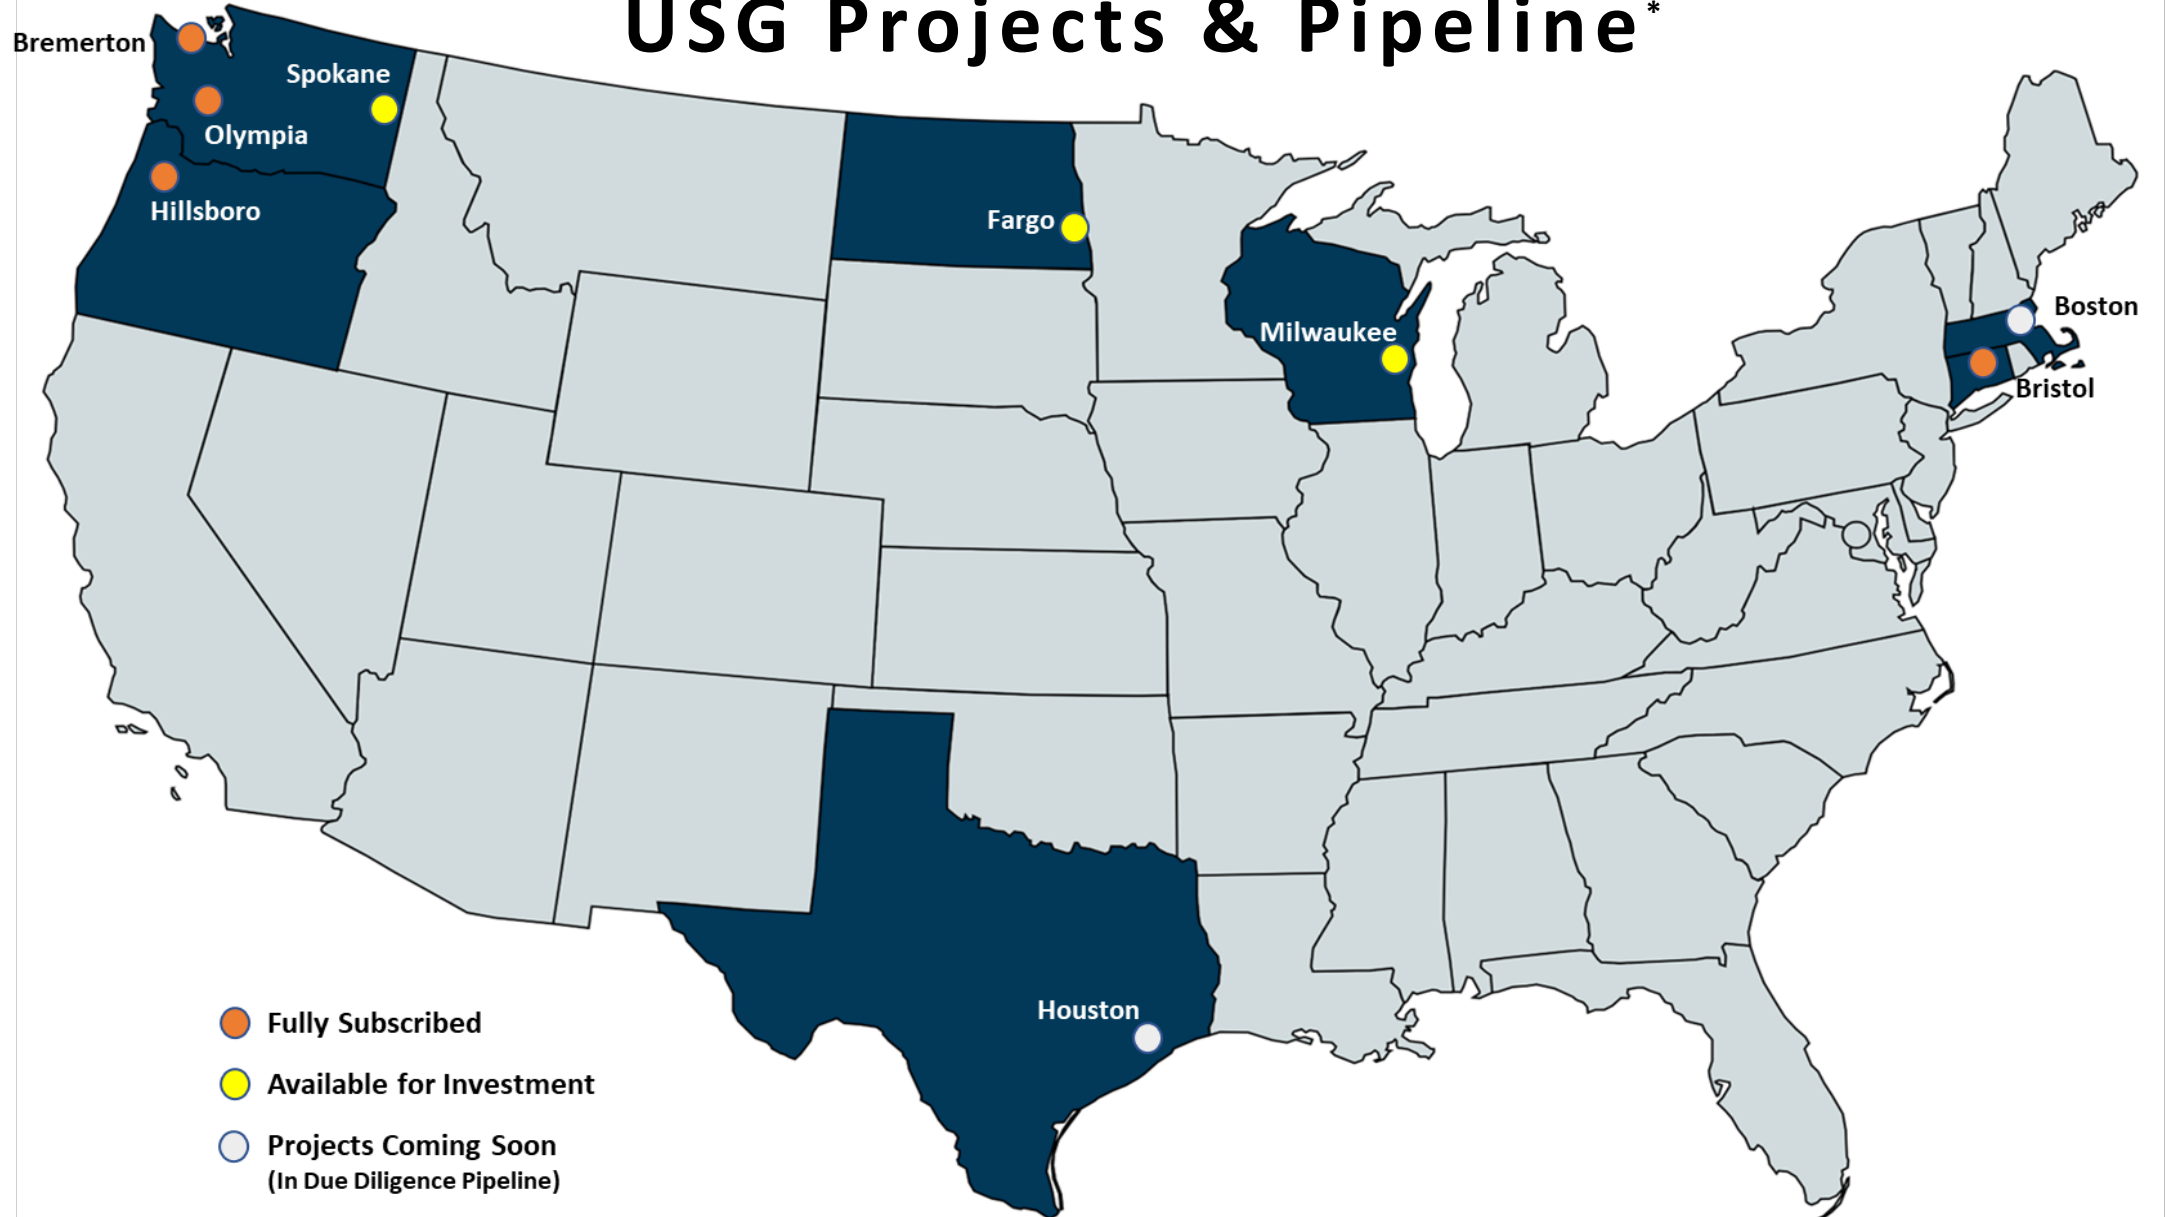 USG Projects & Pipeline*
Bremerton
Spokane
Olympia
Hillsboro
Fargo
Milwaukee
Boston
Bristol
Houston
Fully Subscribed
Available for Investment
Projects Coming Soon
(In Due Diligence Pipeline)